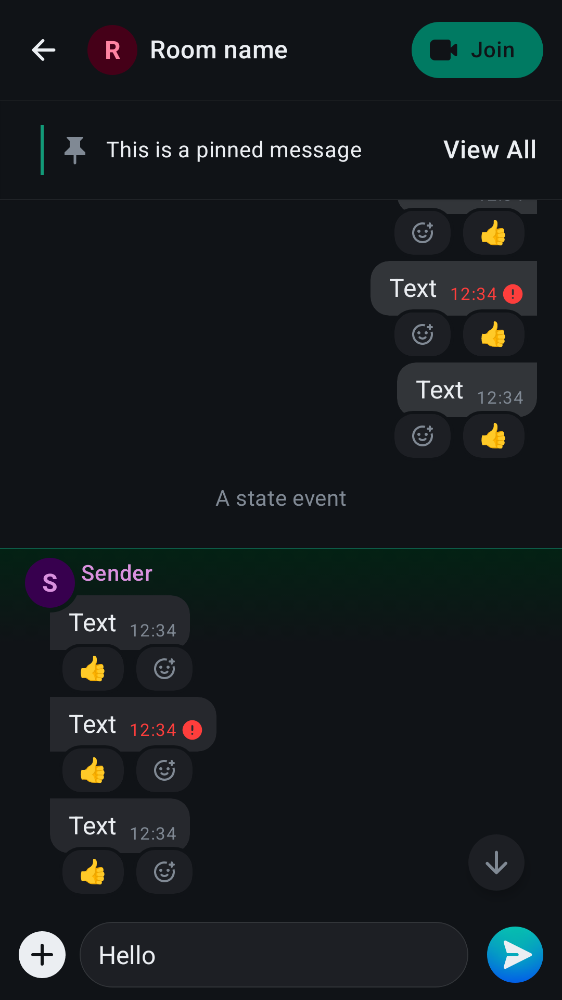 R Room name Join
This is a pinned message View All
Text 12:34
Text 12:34
A state event
S Sender
Text 12:34
Text 12:34
Text 12:34
Hello